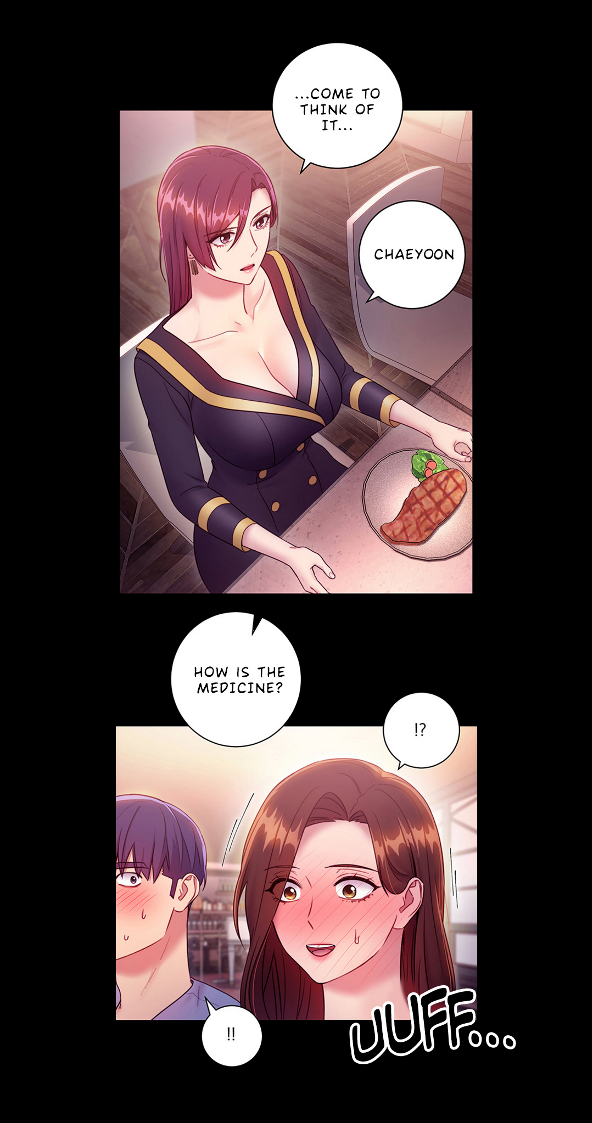 ...COME TO
THINK OF
IT...
CHAEYOON
HOW IS THE
MEDICINE?
!?
!!
UUFF...